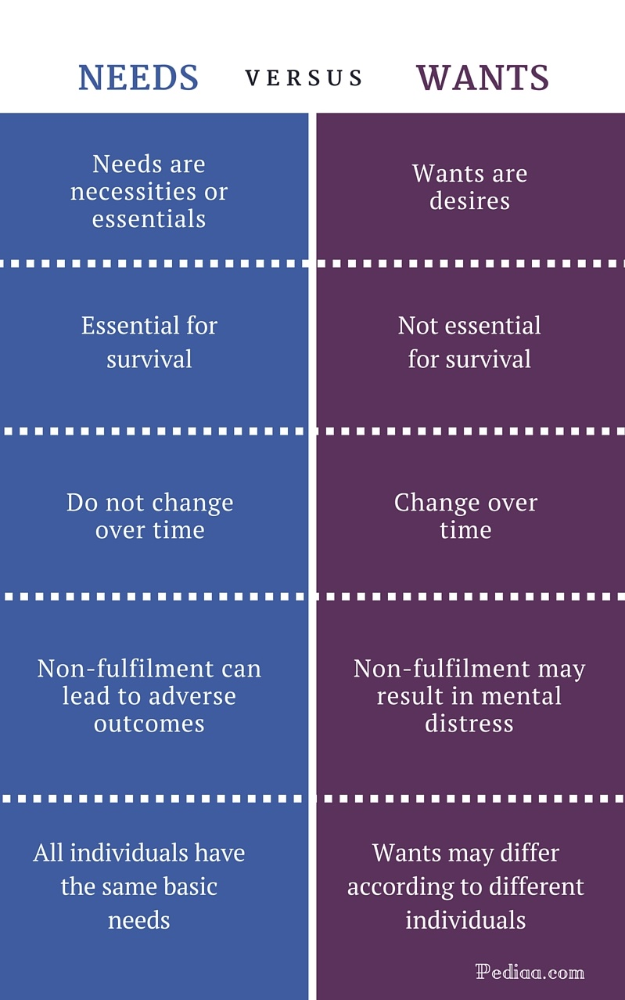 NEEDS VERSUS WANTS
Needs are
necessities or
essentials
Wants are
desires
Essential for
survival
Not essential
for survival
Do not change
over time
Change over
time
Non-fulfilment can
lead to adverse
outcomes
Non-fulfilment may
result in mental
distress
All individuals have
the same basic
needs
Wants may differ
according to different
individuals
Pediaa.com